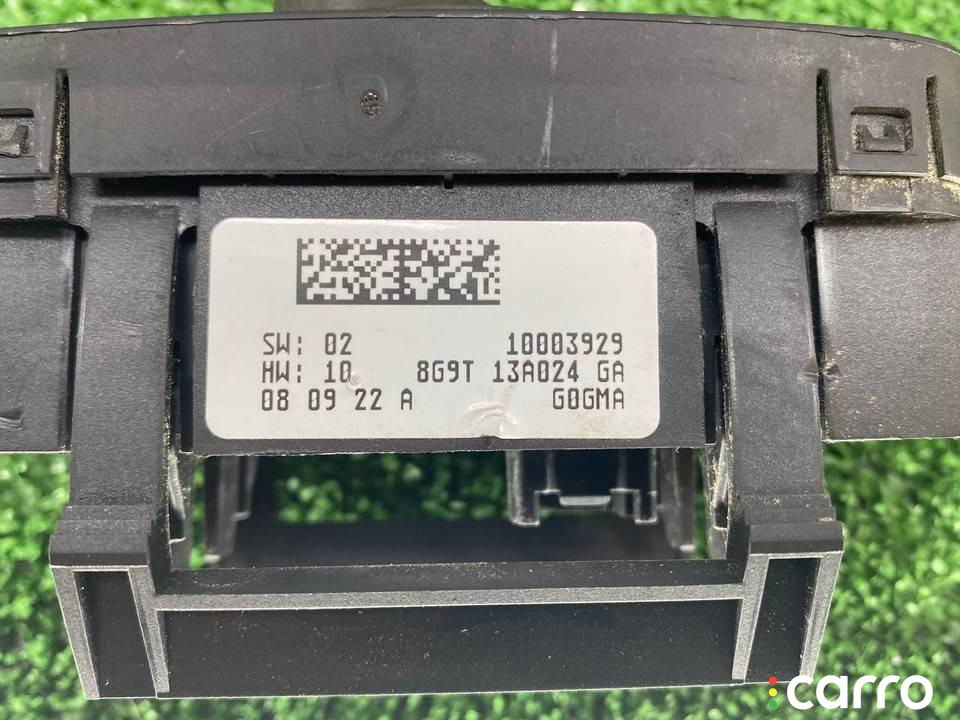 SW: 02 10003929
HW: 10 8G9T 13A024 GA
08 09 22 A G0GMA
carro